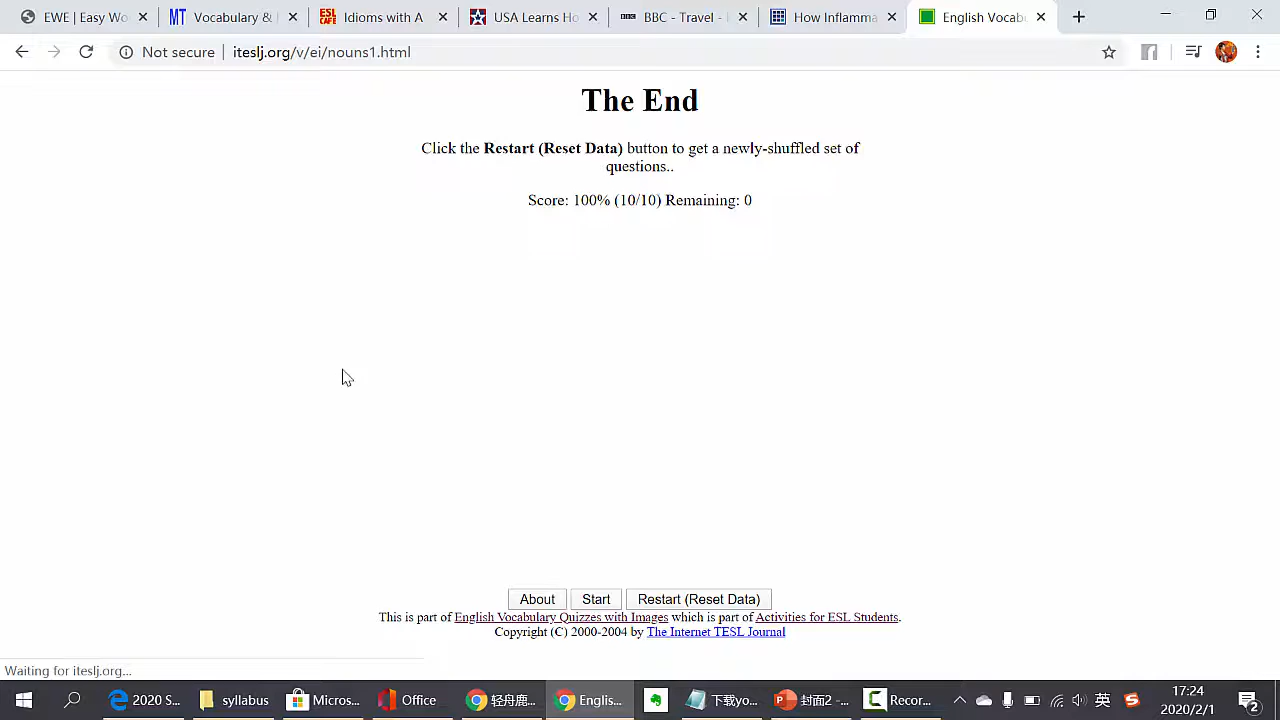 EWE | Easy Wo
MT Vocabulary &
ESL CAFE Idioms with A
USA Learns Ho
BBC BBC - Travel -
How Inflamma
English Vocab
Not secure iteslj.org/v/ei/nouns1.html
The End
Click the Restart (Reset Data) button to get a newly-shuffled set of
questions..
Score: 100% (10/10) Remaining: 0
About Start Restart (Reset Data)
This is part of English Vocabulary Quizzes with Images which is part of Activities for ESL Students.
Copyright (C) 2000-2004 by The Internet TESL Journal
Waiting for iteslj.org...
2020 S...
syllabus
Micros...
Office
轻舟鹿...
Englis...
下载yo...
封面2 -...
Recor...
英
17:24
2020/2/1
2